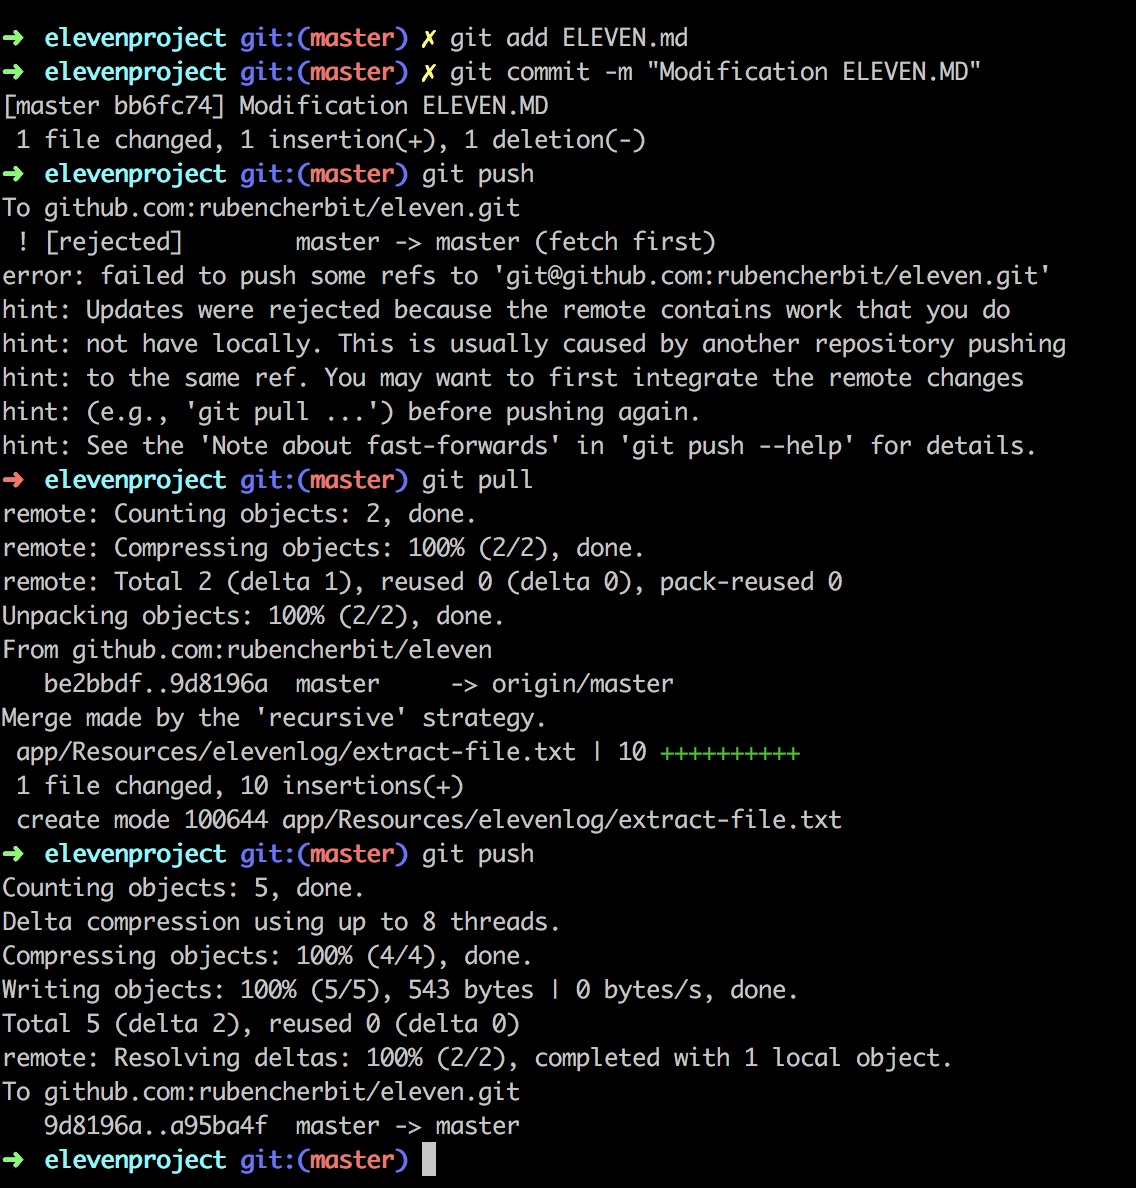 ➜ elevenproject git:(master) ✗ git add ELEVEN.md
➜ elevenproject git:(master) ✗ git commit -m "Modification ELEVEN.MD"
[master bb6fc74] Modification ELEVEN.MD
 1 file changed, 1 insertion(+), 1 deletion(-)
➜ elevenproject git:(master) git push
To github.com:rubencherbit/eleven.git
 ! [rejected]        master -> master (fetch first)
error: failed to push some refs to 'git@github.com:rubencherbit/eleven.git'
hint: Updates were rejected because the remote contains work that you do
hint: not have locally. This is usually caused by another repository pushing
hint: to the same ref. You may want to first integrate the remote changes
hint: (e.g., 'git pull ...') before pushing again.
hint: See the 'Note about fast-forwards' in 'git push --help' for details.
➜ elevenproject git:(master) git pull
remote: Counting objects: 2, done.
remote: Compressing objects: 100% (2/2), done.
remote: Total 2 (delta 1), reused 0 (delta 0), pack-reused 0
Unpacking objects: 100% (2/2), done.
From github.com:rubencherbit/eleven
   be2bbdf..9d8196a  master     -> origin/master
Merge made by the 'recursive' strategy.
 app/Resources/elevenlog/extract-file.txt | 10 ++++++++++
 1 file changed, 10 insertions(+)
 create mode 100644 app/Resources/elevenlog/extract-file.txt
➜ elevenproject git:(master) git push
Counting objects: 5, done.
Delta compression using up to 8 threads.
Compressing objects: 100% (4/4), done.
Writing objects: 100% (5/5), 543 bytes | 0 bytes/s, done.
Total 5 (delta 2), reused 0 (delta 0)
remote: Resolving deltas: 100% (2/2), completed with 1 local object.
To github.com:rubencherbit/eleven.git
   9d8196a..a95ba4f  master -> master
➜ elevenproject git:(master)